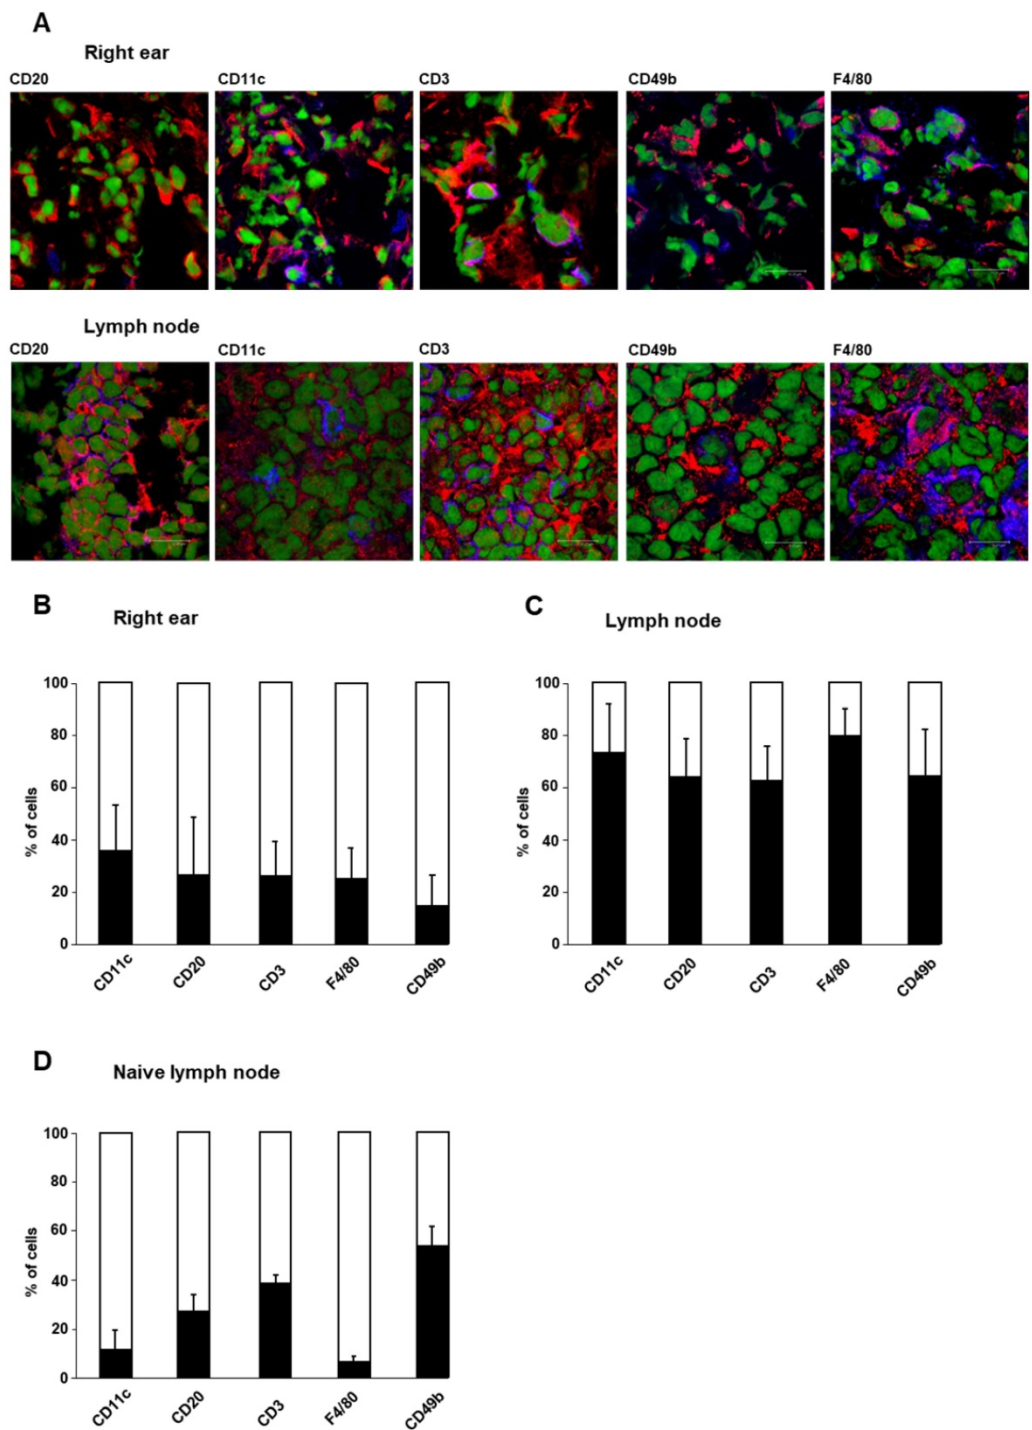 A
Right ear
CD20 CD11c CD3 CD49b F4/80
Lymph node
CD20 CD11c CD3 CD49b F4/80
B
Right ear
% of cells
100
80
60
40
20
0
CD11c CD20 CD3 F4/80 CD49b
C
Lymph node
% of cells
100
80
60
40
20
0
CD11c CD20 CD3 F4/80 CD49b
D
Naive lymph node
% of cells
100
80
60
40
20
0
CD11c CD20 CD3 F4/80 CD49b